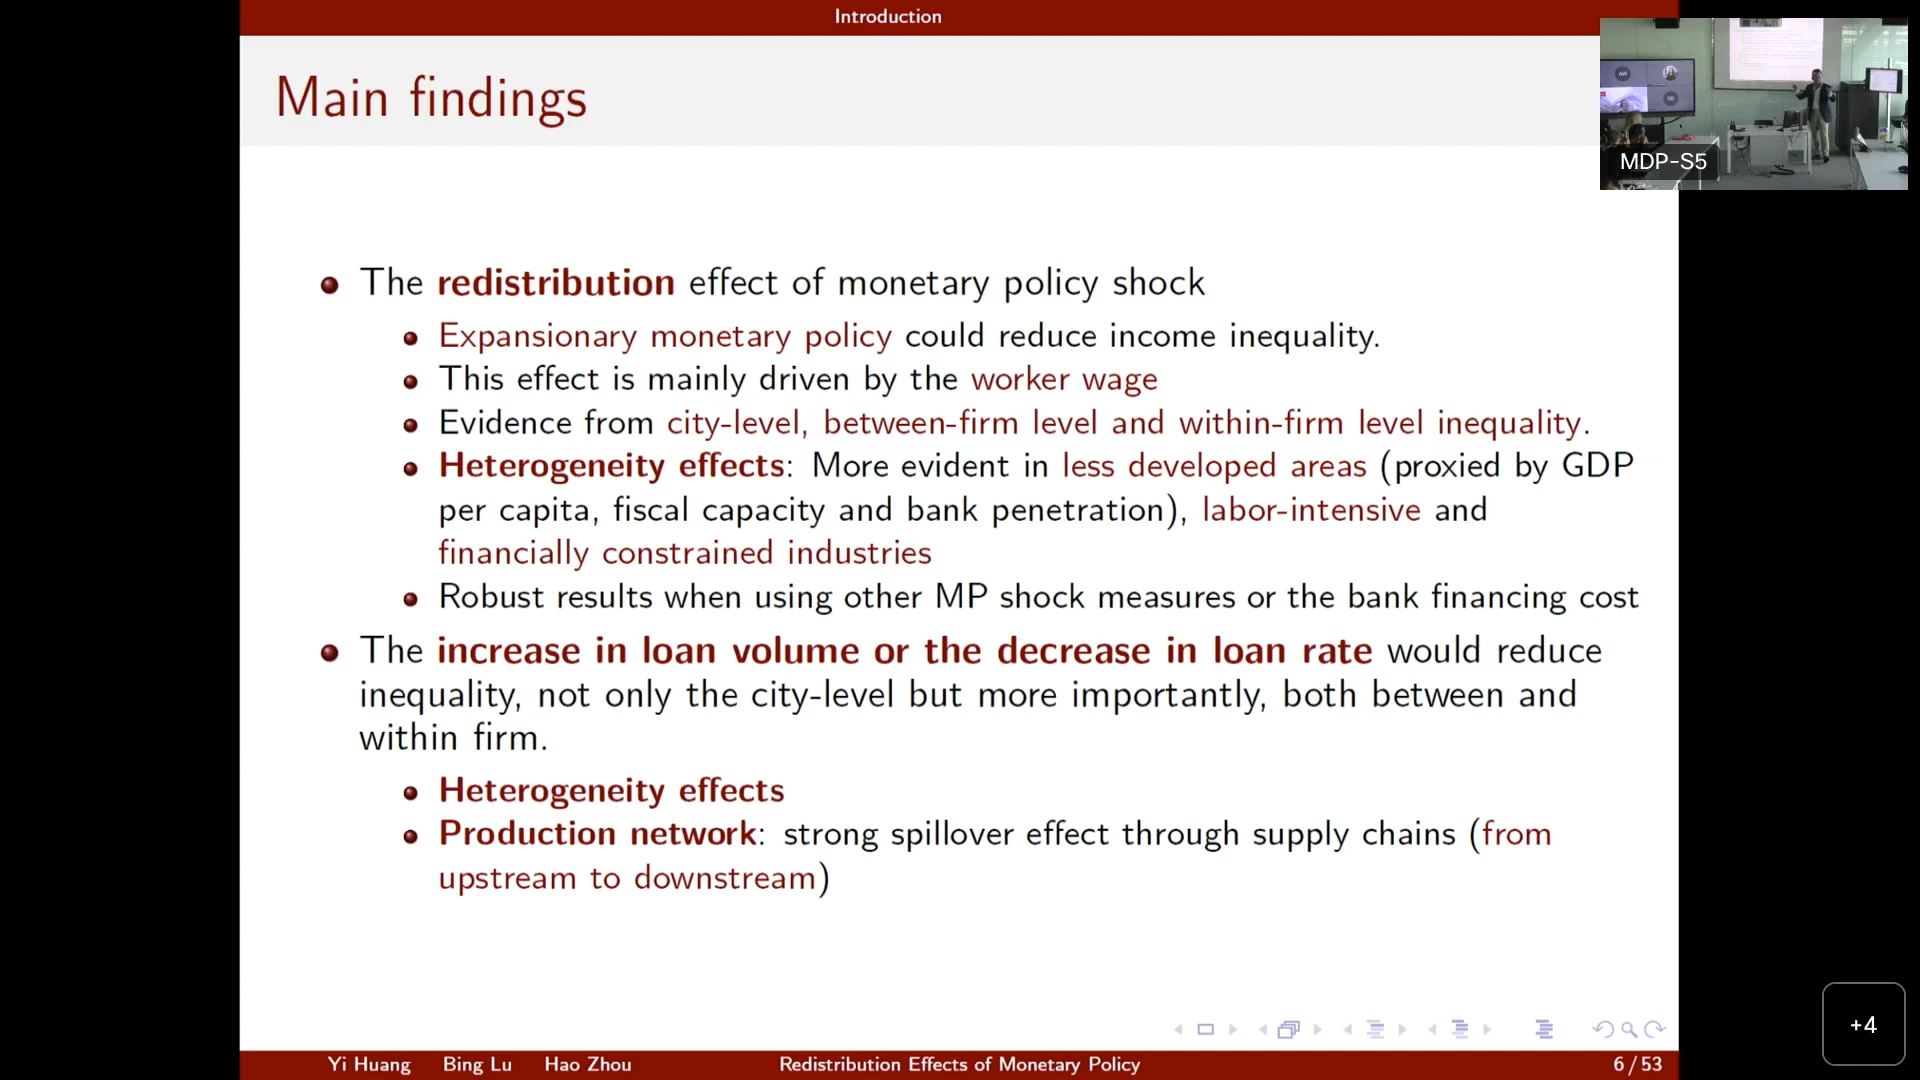 Introduction
Main findings
MDP-S5
The redistribution effect of monetary policy shock
Expansionary monetary policy could reduce income inequality.
This effect is mainly driven by the worker wage
Evidence from city-level, between-firm level and within-firm level inequality.
Heterogeneity effects: More evident in less developed areas (proxied by GDP
per capita, fiscal capacity and bank penetration), labor-intensive and
financially constrained industries
Robust results when using other MP shock measures or the bank financing cost
The increase in loan volume or the decrease in loan rate would reduce
inequality, not only the city-level but more importantly, both between and
within firm.
Heterogeneity effects
Production network: strong spillover effect through supply chains (from
upstream to downstream)
+4
Yi Huang Bing Lu Hao Zhou Redistribution Effects of Monetary Policy 6 / 53